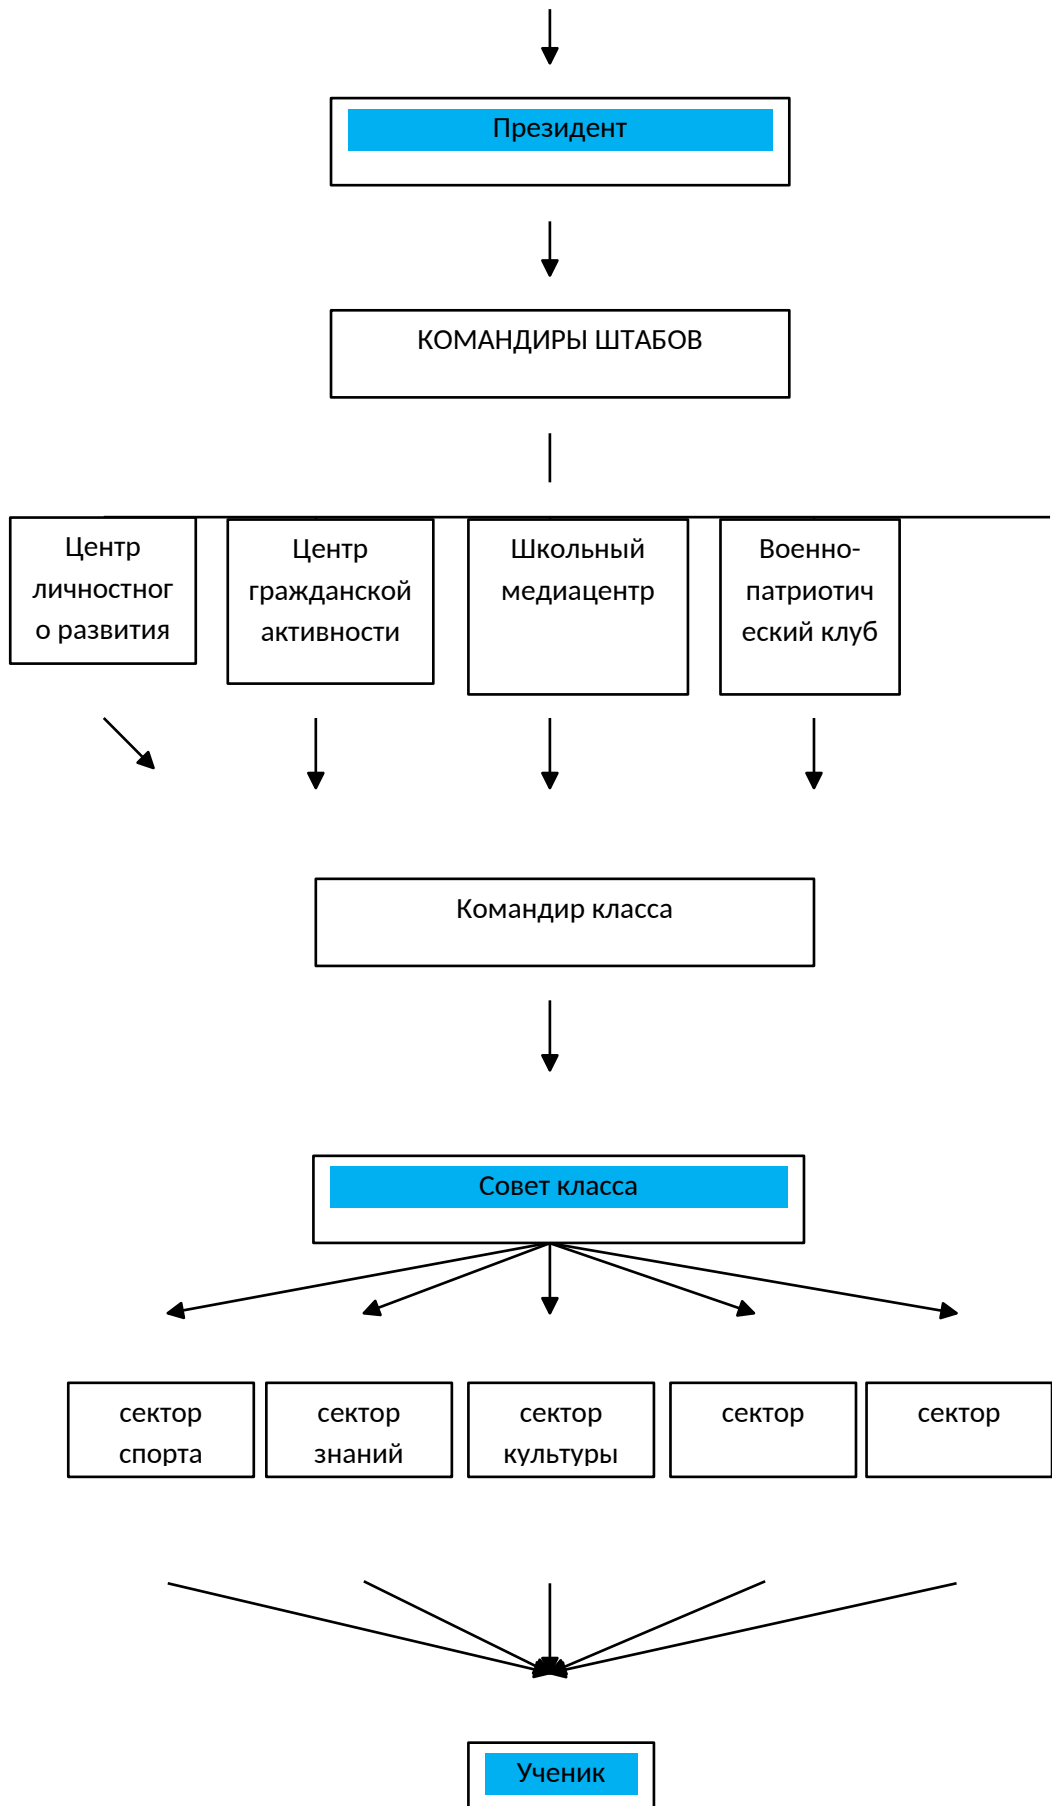 Президент
КОМАНДИРЫ ШТАБОВ
Центр
личностног
о развития
Центр
гражданской
активности
Школьный
медиацентр
Военно-
патриотич
еский клуб
Командир класса
Совет класса
сектор
спорта
сектор
знаний
сектор
культуры
сектор
сектор
Ученик